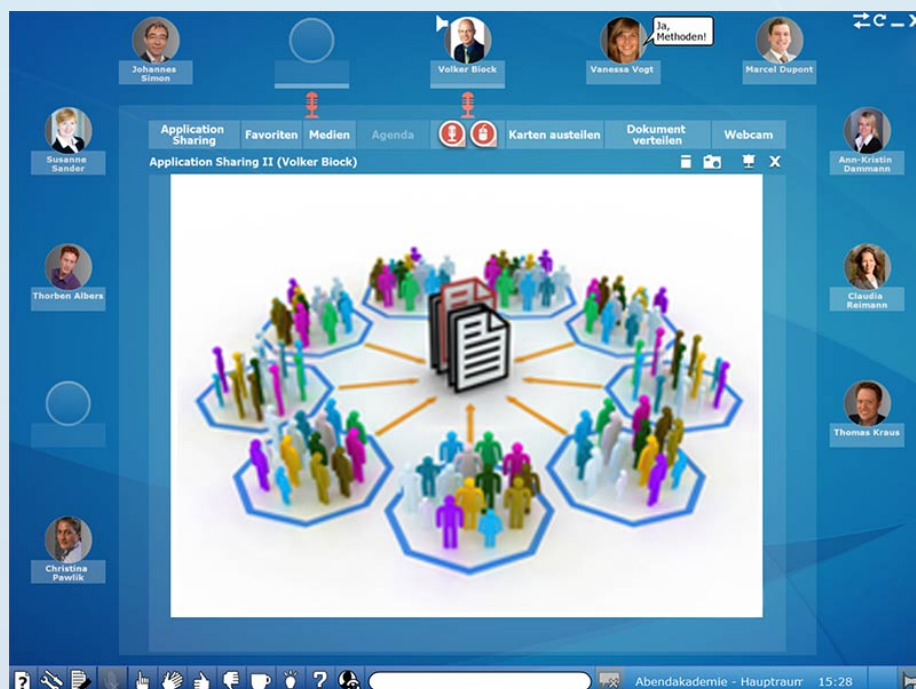 Ja,
Methoden!
Johannes
Simon
Volker Biock
Vanessa Vogt
Marcel Dupont
Susanne
Sander
Application
Sharing
Favoriten
Medien
Agenda
Karten austeilen
Dokument
verteilen
Webcam
Ann-Kristin
Dammann
Application Sharing II (Volker Biock)
Thorben Albers
Claudia
Reimann
Thomas Kraus
Christina
Pawlik
?
?
Abendakademie - Hauptraum 15:28